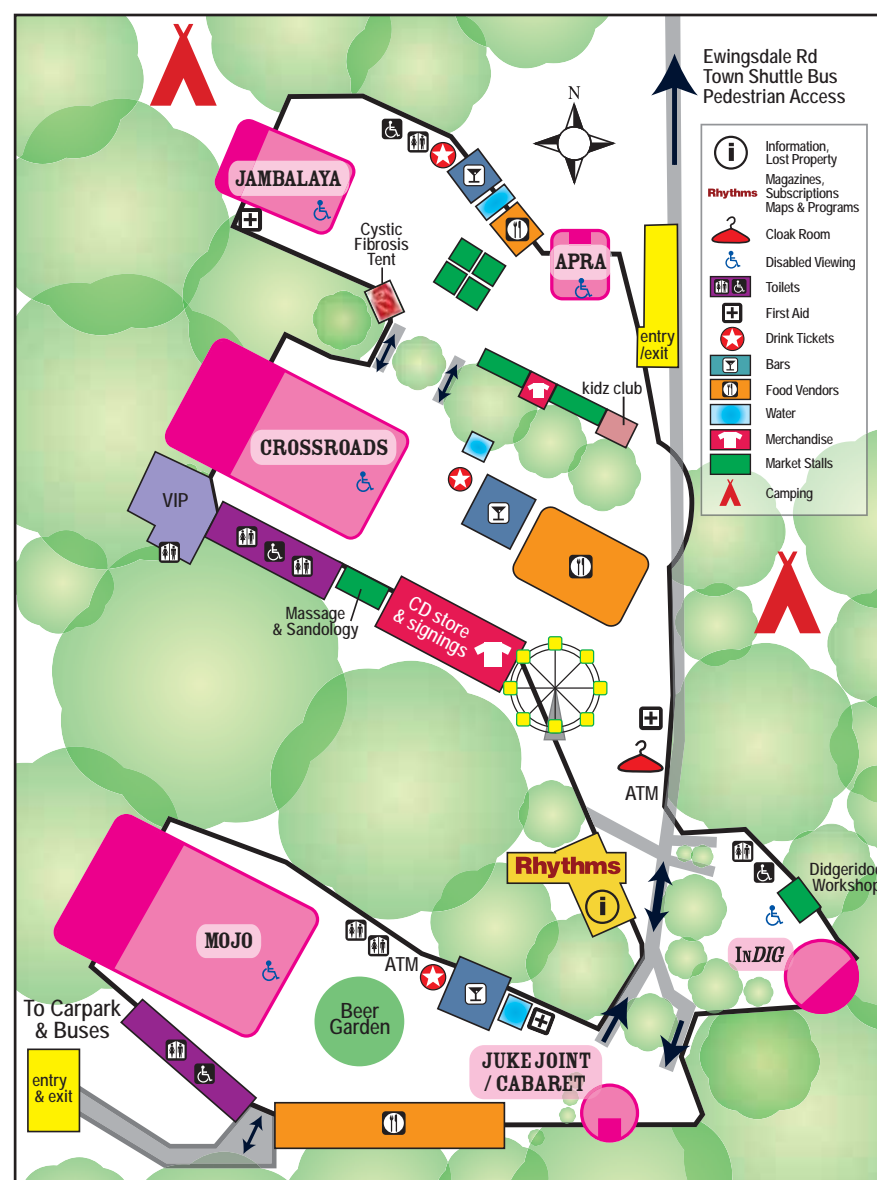 Ewingsdale Rd
Town Shuttle Bus
Pedestrian Access
N
i
Information,
Lost Property
Rhythms
Magazines,
Subscriptions
Maps & Programs
Cloak Room
Disabled Viewing
Toilets
First Aid
Drink Tickets
Bars
Food Vendors
Water
Merchandise
Market Stalls
Camping
JAMBALAYA
Cystic
Fibrosis
Tent
APRA
entry
/exit
kidz club
CROSSROADS
VIP
Massage
& Sandology
CD store
& signings
ATM
Rhythms
i
Didgeridoo
Workshop
INDIG
MOJO
ATM
Beer
Garden
To Carpark
& Buses
entry
& exit
JUKE JOINT
/ CABARET